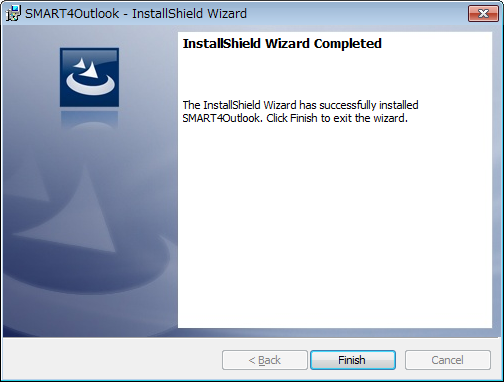 SMART4Outlook - InstallShield Wizard
InstallShield Wizard Completed
The InstallShield Wizard has successfully installed
SMART4Outlook. Click Finish to exit the wizard.
< Back
Finish
Cancel